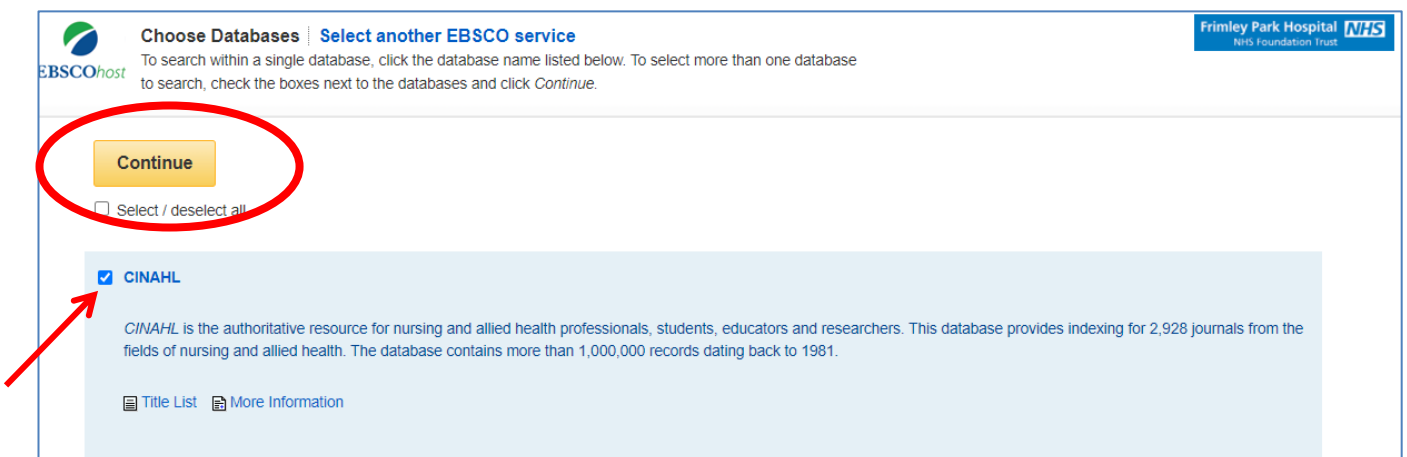 Choose Databases Select another EBSCO service
Frimley Park Hospital NHS
NHS Foundation Trust
EBSCOhost
To search within a single database, click the database name listed below. To select more than one database
to search, check the boxes next to the databases and click Continue.
Continue
Select / deselect all
CINAHL
CINAHL is the authoritative resource for nursing and allied health professionals, students, educators and researchers. This database provides indexing for 2,928 journals from the
fields of nursing and allied health. The database contains more than 1,000,000 records dating back to 1981.
Title List More Information